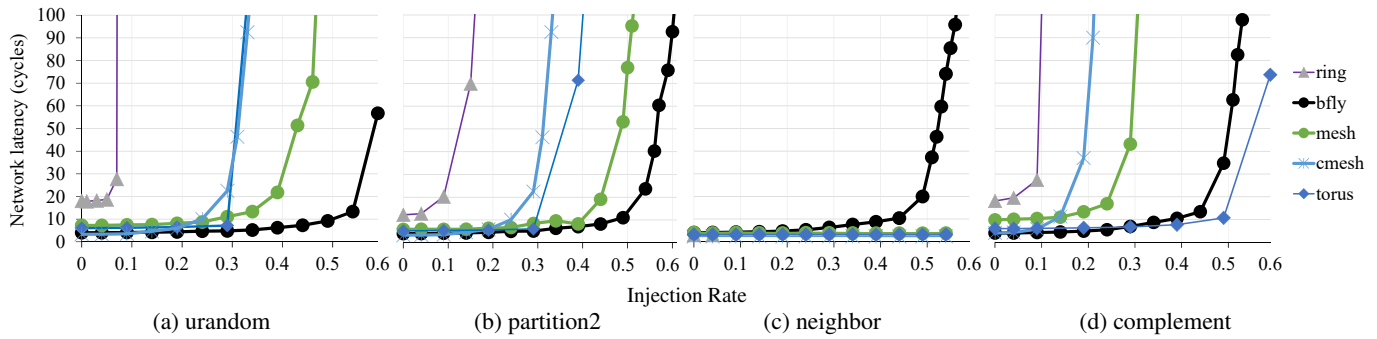 Network latency (cycles)
100
90
80
70
60
50
40
30
20
10
0
0 0.1 0.2 0.3 0.4 0.5 0.6
0 0.1 0.2 0.3 0.4 0.5 0.6
0 0.1 0.2 0.3 0.4 0.5 0.6
0 0.1 0.2 0.3 0.4 0.5 0.6
ring
bfly
mesh
cmesh
torus
Injection Rate
(a) urandom
(b) partition2
(c) neighbor
(d) complement